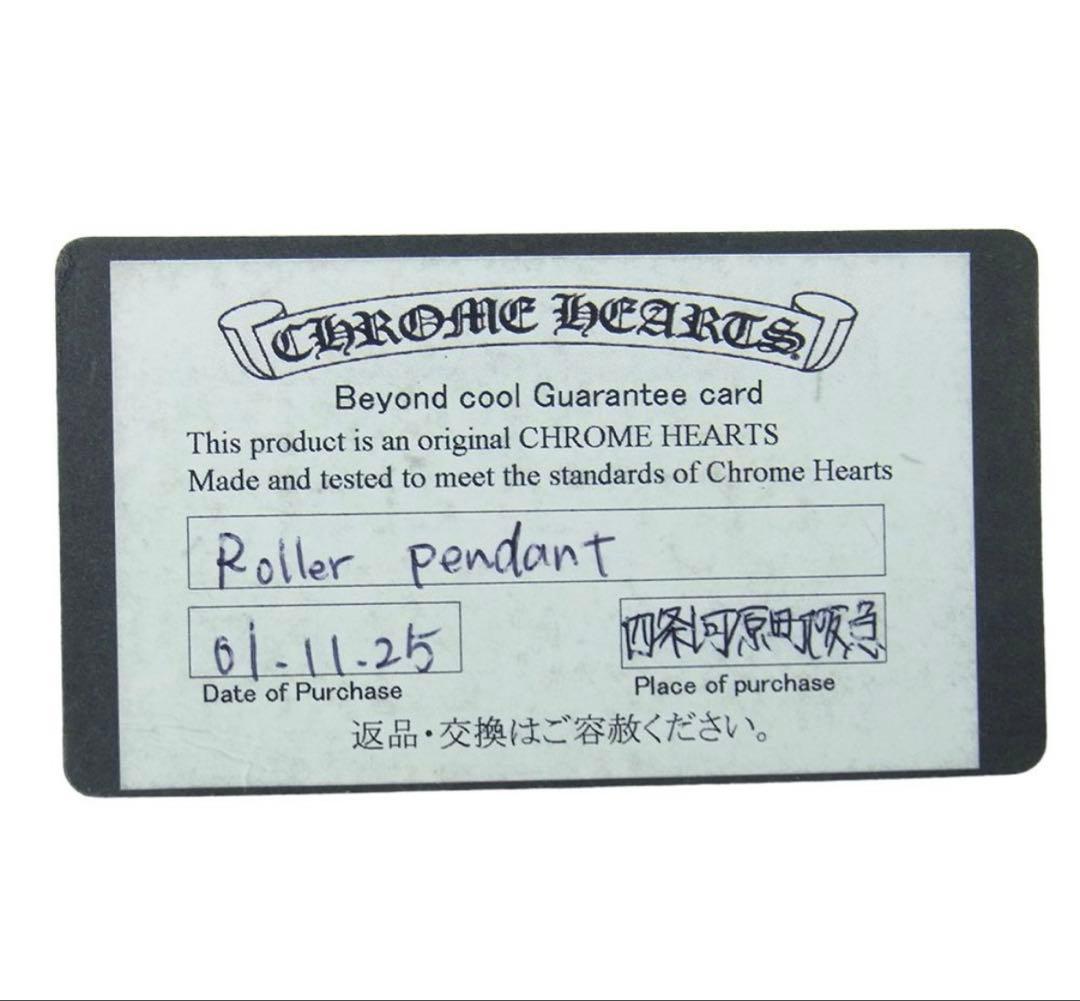 CHROME HEARTS
Beyond cool Guarantee card
This product is an original CHROME HEARTS
Made and tested to meet the standards of Chrome Hearts
Roller pendant
01-11.25
四条河原町阪急
Date of Purchase
Place of purchase
返品・交換はご容赦ください。